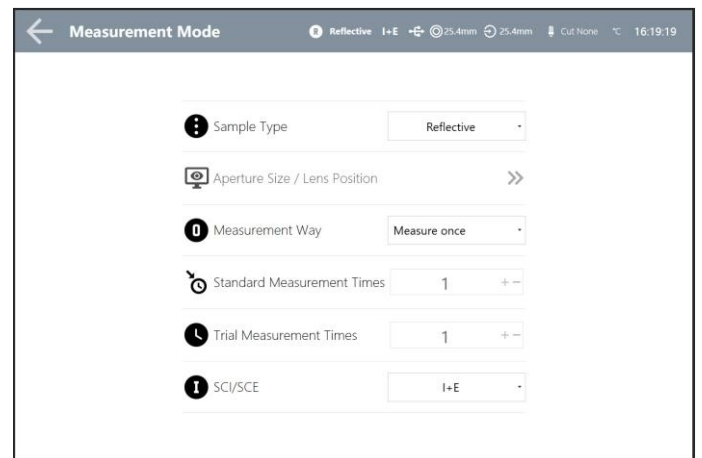 Measurement Mode R Reflective I+E 25.4mm 25.4mm Cut None ℃ 16:19:19
Sample Type Reflective
Aperture Size / Lens Position
Measurement Way Measure once
Standard Measurement Times 1 + −
Trial Measurement Times 1 + −
SCI/SCE I+E